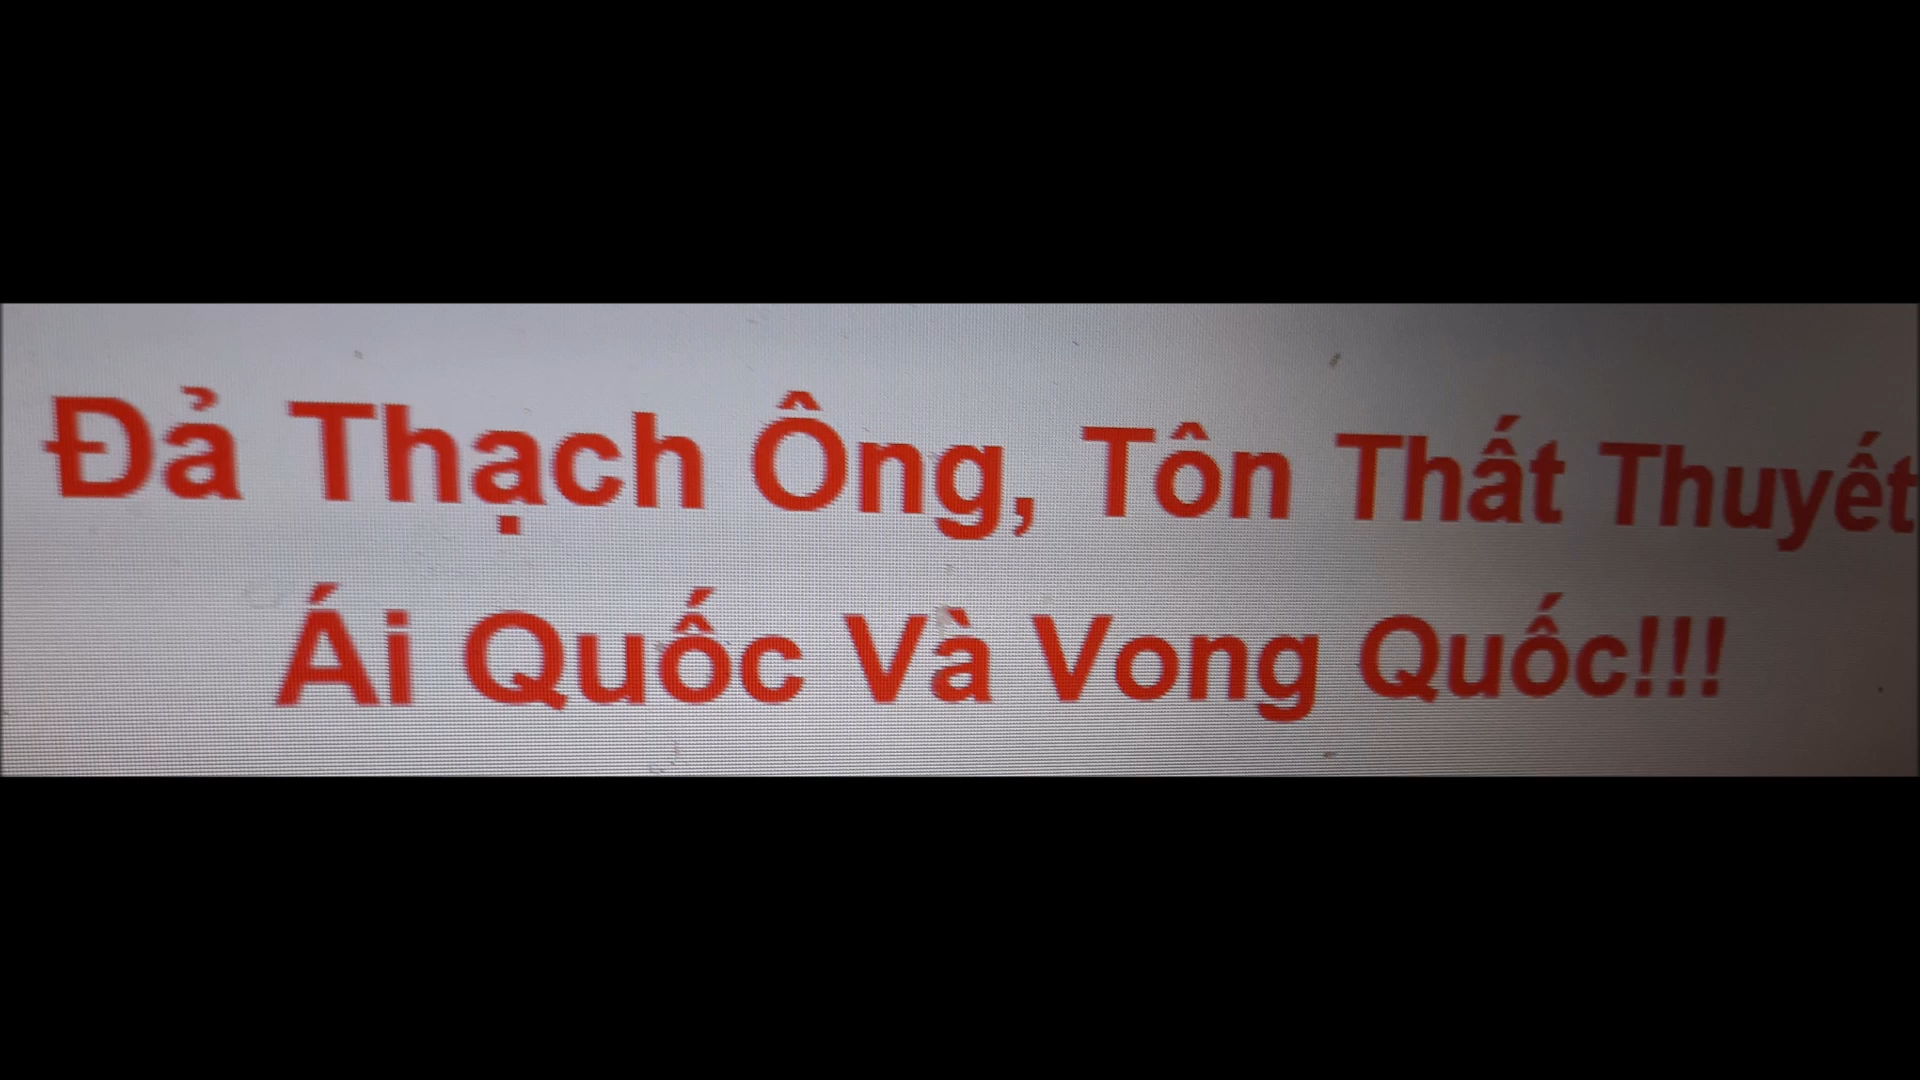 Đả Thạch Ông, Tôn Thất Thuyết
Ái Quốc Và Vong Quốc!!!